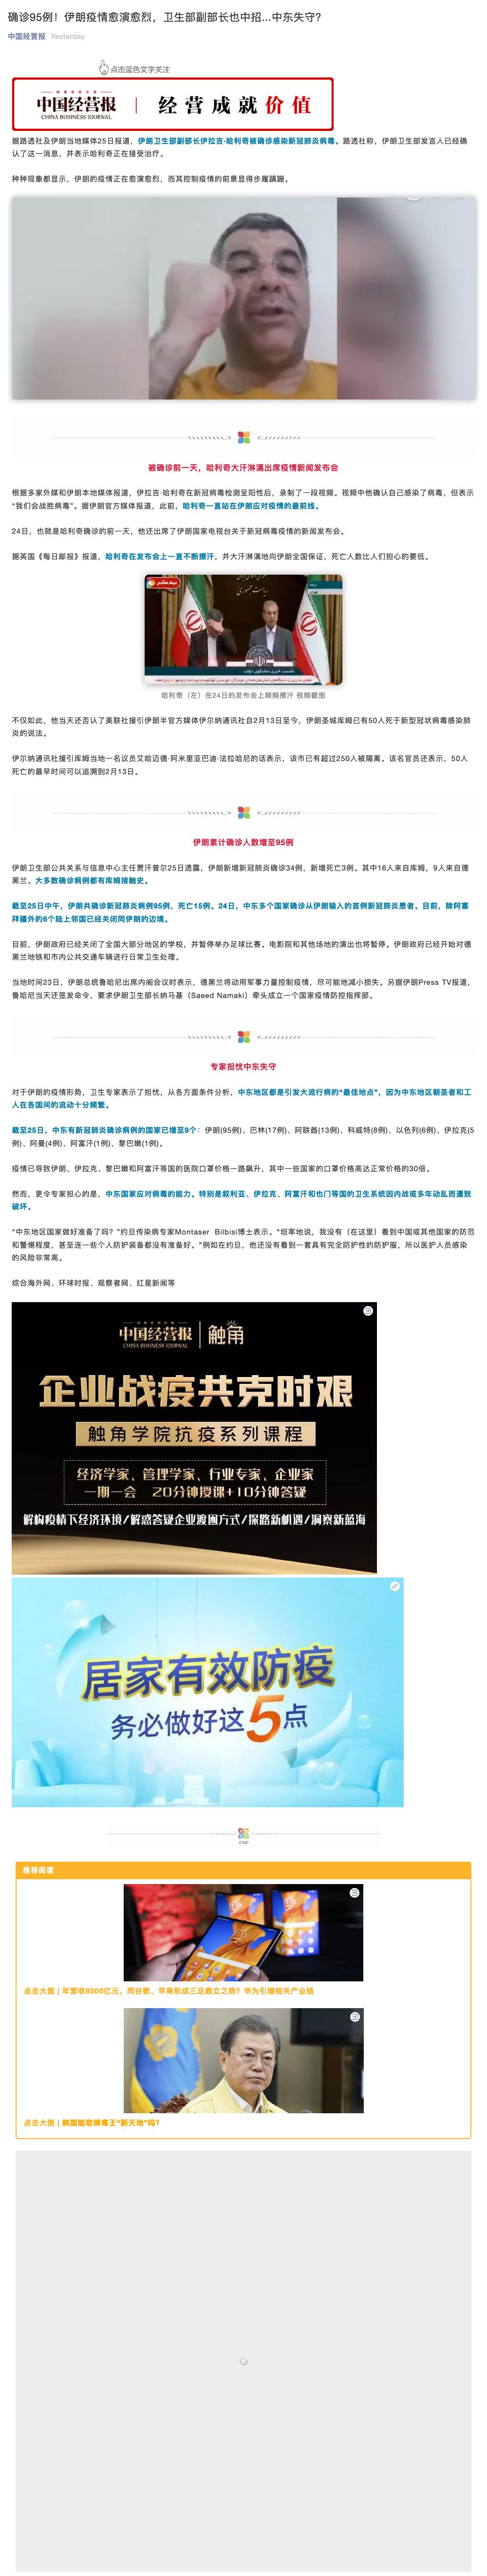 确诊95例！伊朗疫情愈演愈烈，卫生部副部长也中招...中东失守？
中国经营报 Yesterday
点击蓝色文字关注
中国经营报
CHINA BUSINESS JOURNAL
经营成就价值
据路透社及伊朗当地媒体25日报道，伊朗卫生部副部长伊拉吉·哈利奇被确诊感染新冠肺炎病毒。路透社称，伊朗卫生部发言人已经确
认了这一消息，并表示哈利奇正在接受治疗。
种种现象都显示，伊朗的疫情正在愈演愈烈，而其控制疫情的前景显得步履蹒跚。
被确诊前一天，哈利奇大汗淋漓出席疫情新闻发布会
根据多家外媒和伊朗本地媒体报道，伊拉吉·哈利奇在新冠病毒检测呈阳性后，录制了一段视频。视频中他确认自己感染了病毒，但表示
“我们会战胜病毒”。据伊朗官方媒体报道，此前，哈利奇一直站在伊朗应对疫情的最前线。
24日，也就是哈利奇确诊的前一天，他还出席了伊朗国家电视台关于新冠病毒疫情的新闻发布会。
据英国《每日邮报》报道，哈利奇在发布会上一直不断擦汗，并大汗淋漓地向伊朗全国保证，死亡人数比人们担心的要低。
哈利奇（左）在24日的发布会上频频擦汗 视频截图
不仅如此，他当天还否认了美联社援引伊朗半官方媒体伊尔纳通讯社自2月13日至今，伊朗圣城库姆已有50人死于新型冠状病毒感染肺
炎的说法。
伊尔纳通讯社援引库姆当地一名议员艾哈迈德·阿米里亚巴迪·法拉哈尼的话表示，该市已有超过250人被隔离。该名官员还表示，50人
死亡的最早时间可以追溯到2月13日。
伊朗累计确诊人数增至95例
伊朗卫生部公共关系与信息中心主任贾汗普尔25日透露，伊朗新增新冠肺炎确诊34例，新增死亡3例。其中16人来自库姆，9人来自德
黑兰。大多数确诊病例都有库姆接触史。
截至25日中午，伊朗共确诊新冠肺炎病例95例，死亡15例。24日，中东多个国家确诊从伊朗输入的首例新冠肺炎患者。目前，除阿塞
拜疆外的6个陆上邻国已经关闭同伊朗的边境。
目前，伊朗政府已经关闭了全国大部分地区的学校，并暂停举办足球比赛。电影院和其他场地的演出也将暂停。伊朗政府已经开始对德
黑兰地铁和市内公共交通车辆进行日常卫生处理。
当地时间23日，伊朗总统鲁哈尼出席内阁会议时表示，德黑兰将动用军事力量控制疫情，尽可能地减小损失。另据伊朗Press TV报道，
鲁哈尼当天还签发命令，要求伊朗卫生部长纳马基（Saeed Namaki）牵头成立一个国家疫情防控指挥部。
专家担忧中东失守
对于伊朗的疫情形势，卫生专家表示了担忧，从各方面条件分析，中东地区都是引发大流行病的“最佳地点”，因为中东地区朝圣者和工
人在各国间的流动十分频繁。
截至25日，中东有新冠肺炎确诊病例的国家已增至9个：伊朗(95例)、巴林(17例)、阿联酋(13例)、科威特(8例)、以色列(6例)、伊拉克(5
例)、阿曼(4例)、阿富汗(1例)、黎巴嫩(1例)。
疫情已导致伊朗、伊拉克、黎巴嫩和阿富汗等国的医院口罩价格一路飙升，其中一些国家的口罩价格高达正常价格的30倍。
然而，更令专家担心的是，中东国家应对病毒的能力。特别是叙利亚、伊拉克、阿富汗和也门等国的卫生系统因内战或多年动乱而遭致
破坏。
“中东地区国家做好准备了吗？”约旦传染病专家Montaser Bilbisi博士表示。“坦率地说，我没有（在这里）看到中国或其他国家的防范
和警惕程度，甚至连一些个人防护装备都没有准备好。”例如在约旦，他还没有看到一套具有完全防护性的防护服，所以医护人员感染
的风险非常高。
综合海外网、环球时报、观察者网、红星新闻等
中国经营报 触角
CHINA BUSINESS JOURNAL
企业战疫共克时艰
触角学院抗疫系列课程
经济学家、管理学家、行业专家、企业家
一期一会 20分钟授课+10分钟答疑
解构疫情下经济环境/解惑答疑企业渡困方式/探路新机遇/洞察新蓝海
居家有效防疫
务必做好这5点
END
推荐阅读
点击大图 | 年营收8500亿元，同谷歌、苹果形成三足鼎立之势？华为引爆相关产业链
点击大图 | 韩国能取缔毒王“新天地”吗？